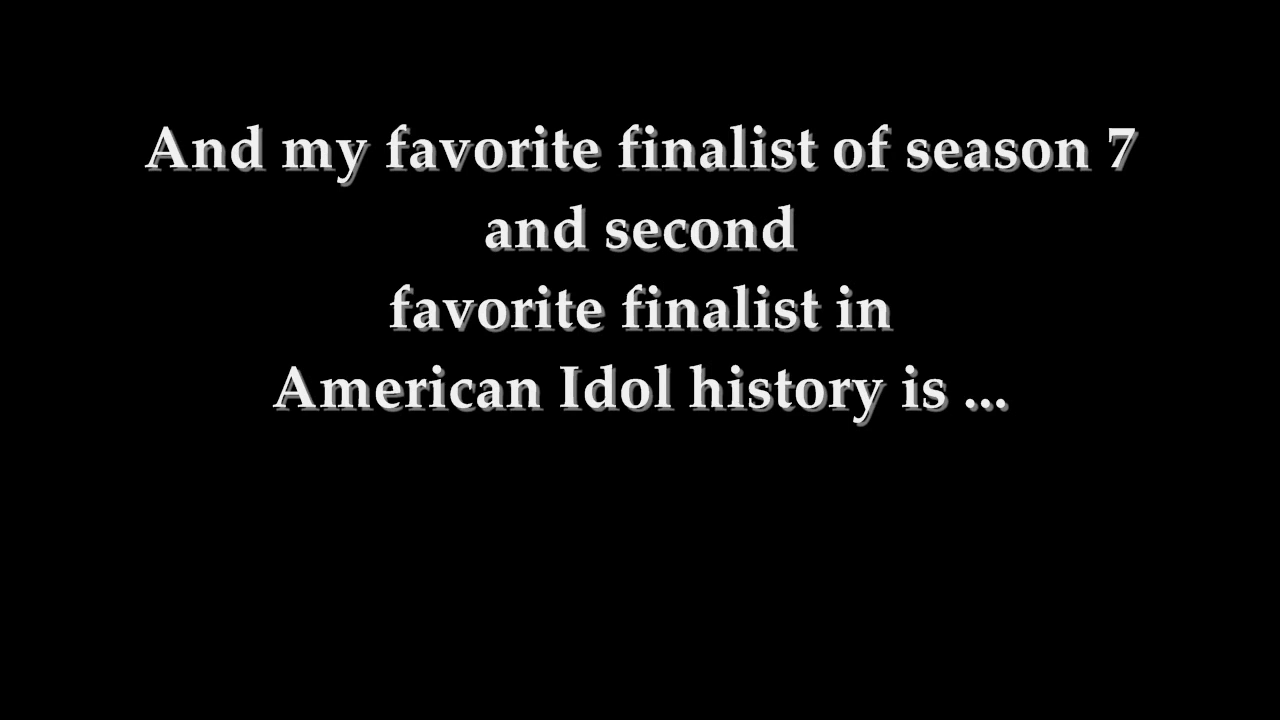 And my favorite finalist of season 7
and second
favorite finalist in
American Idol history is ...